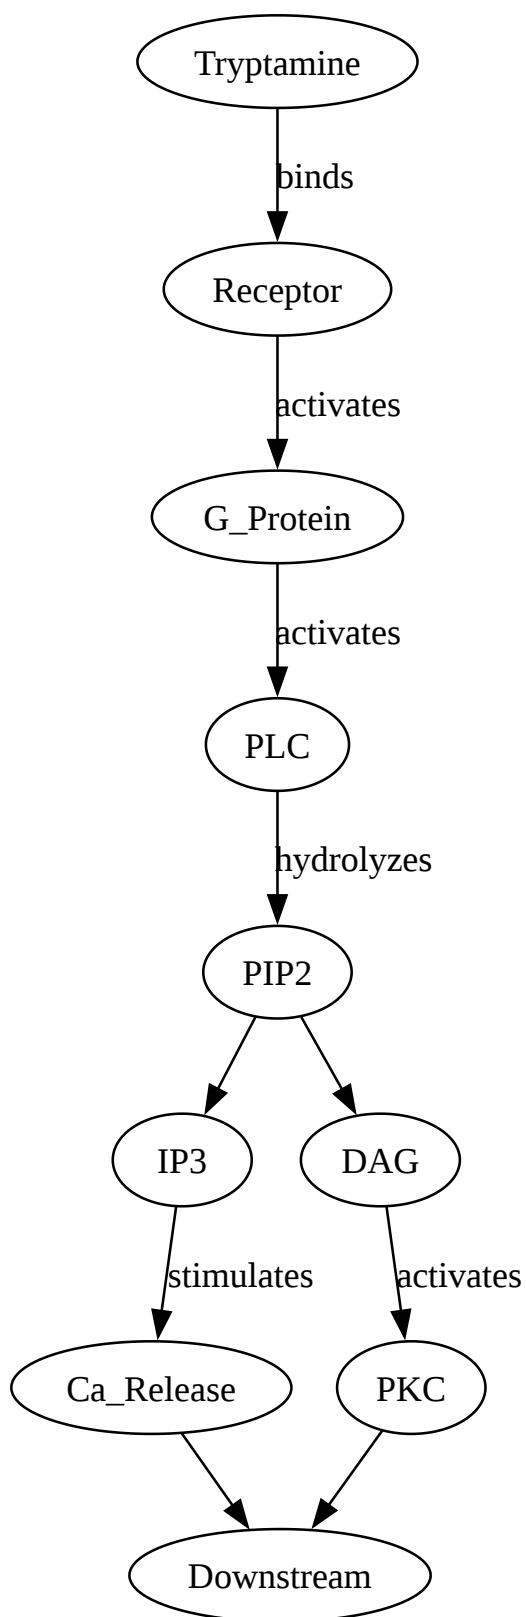 Tryptamine
binds
Receptor
activates
G_Protein
activates
PLC
hydrolyzes
PIP2
IP3
DAG
stimulates
activates
Ca_Release
PKC
Downstream